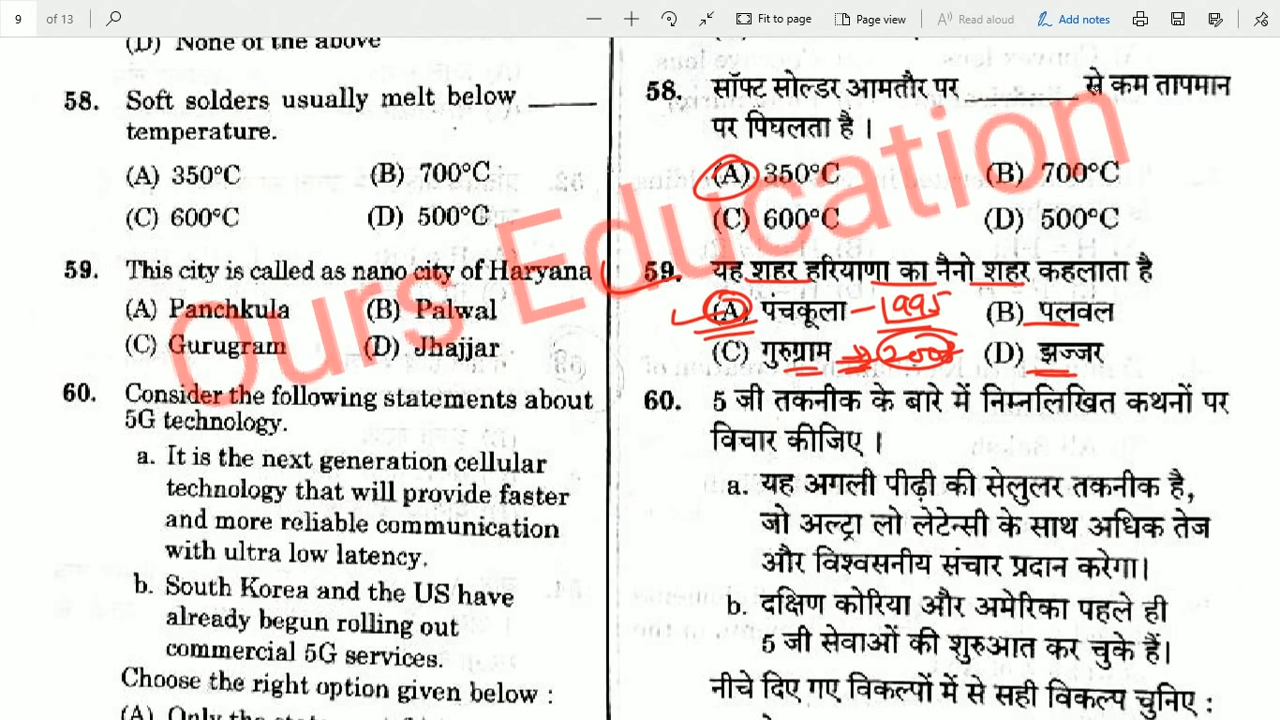 9 of 13
Fit to page
Page view
Read aloud
Add notes
(D) None of the above
58. Soft solders usually melt below ______
temperature.
(A) 350°C (B) 700°C
(C) 600°C (D) 500°C
59. This city is called as nano city of Haryana
(A) Panchkula (B) Palwal
(C) Gurugram (D) Jhajjar
60. Consider the following statements about
5G technology.
a. It is the next generation cellular
technology that will provide faster
and more reliable communication
with ultra low latency.
b. South Korea and the US have
already begun rolling out
commercial 5G services.
Choose the right option given below :
(A) Only the
58. सॉफ्ट सोल्डर आमतौर पर ______ से कम तापमान
पर पिघलता है ।
(A) 350°C (B) 700°C
(C) 600°C (D) 500°C
59. यह शहर हरियाणा का नैनो शहर कहलाता है
(A) पंचकूला – 1995 (B) पलवल
(C) गुरुग्राम (D) झज्जर
60. 5 जी तकनीक के बारे में निम्नलिखित कथनों पर
विचार कीजिए ।
a. यह अगली पीढ़ी की सेलुलर तकनीक है,
जो अल्ट्रा लो लेटेन्सी के साथ अधिक तेज
और विश्वसनीय संचार प्रदान करेगा।
b. दक्षिण कोरिया और अमेरिका पहले ही
5 जी सेवाओं की शुरुआत कर चुके हैं।
नीचे दिए गए विकल्पों में से सही विकल्प चुनिए :
Ours Education